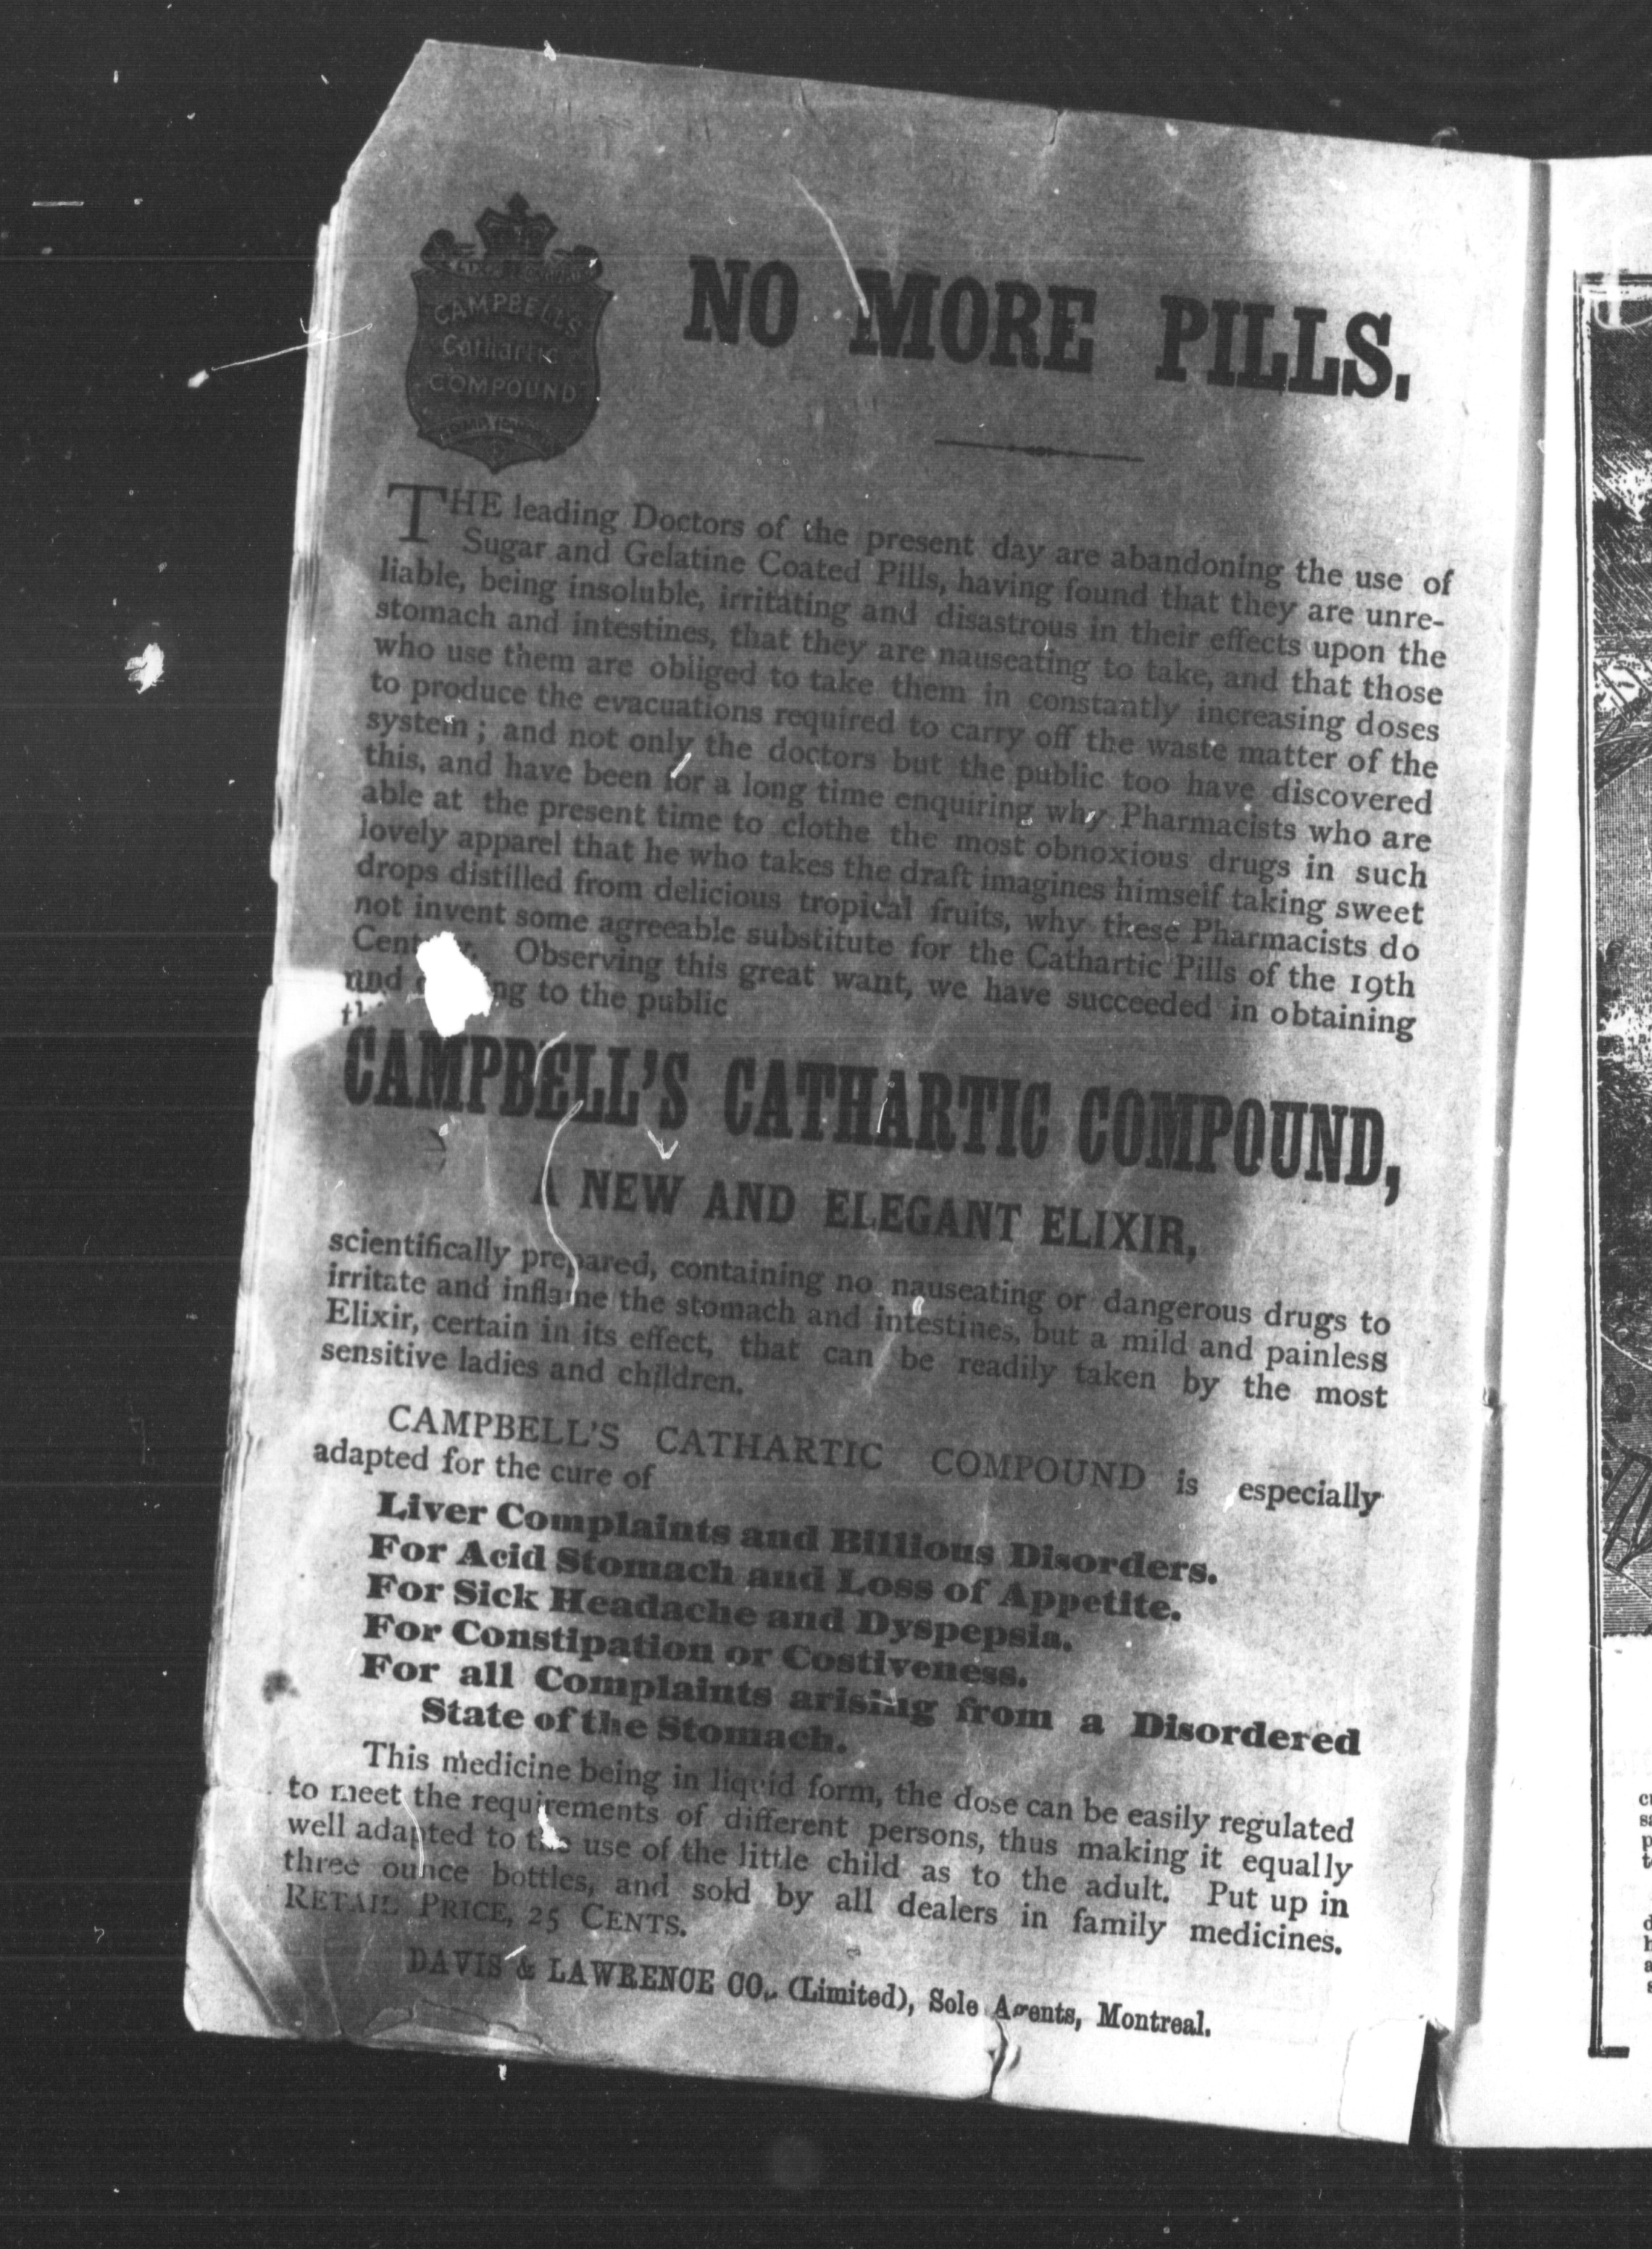 CAMPBELL'S
Cathartic
COMPOUND
NO MORE PILLS.
THE leading Doctors of the present day are abandoning the use of
Sugar and Gelatine Coated Pills, having found that they are unre-
liable, being insoluble, irritating and disastrous in their effects upon the
stomach and intestines, that they are nauseating to take, and that those
who use them are obliged to take them in constantly increasing doses
to produce the evacuations required to carry off the waste matter of the
system; and not only the doctors but the public too have discovered
this, and have been for a long time enquiring why Pharmacists who are
able at the present time to clothe the most obnoxious drugs in such
lovely apparel that he who takes the draft imagines himself taking sweet
drops distilled from delicious tropical fruits, why these Pharmacists do
not invent some agreeable substitute for the Cathartic Pills of the 19th
Observing this great want, we have succeeded in obtaining
and to the public
CAMPBELL'S CATHARTIC COMPOUND,
A NEW AND ELEGANT ELIXIR,
scientifically prepared, containing no nauseating or dangerous drugs to
irritate and inflame the stomach and intestines, but a mild and painless
Elixir, certain in its effect, that can be readily taken by the most
sensitive ladies and children.
CAMPBELL'S CATHARTIC COMPOUND is especially
adapted for the cure of
Liver Complaints and Billious Disorders.
For Acid Stomach and Loss of Appetite.
For Sick Headache and Dyspepsia.
For Constipation or Costiveness.
For all Complaints arising from a Disordered
State of the Stomach.
This medicine being in liquid form, the dose can be easily regulated
to meet the requirements of different persons, thus making it equally
well adapted to the use of the little child as to the adult. Put up in
three ounce bottles, and sold by all dealers in family medicines.
RETAIL PRICE, 25 CENTS.
DAVIS & LAWRENCE CO., (Limited), Sole Agents, Montreal.